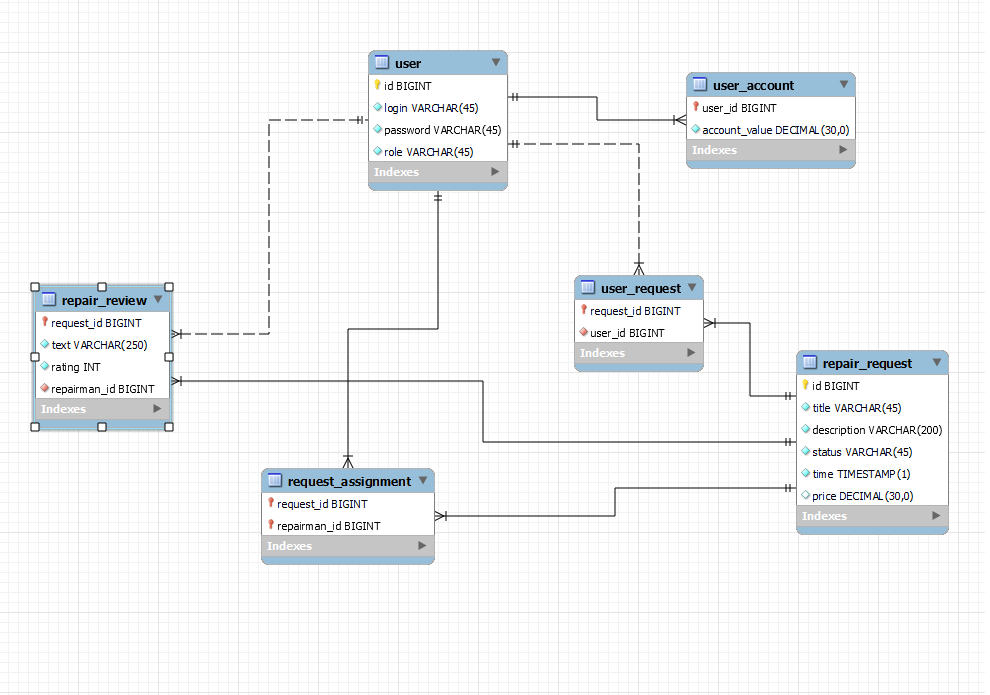 user
id BIGINT
login VARCHAR(45)
password VARCHAR(45)
role VARCHAR(45)
Indexes
user_account
user_id BIGINT
account_value DECIMAL(30,0)
Indexes
repair_review
request_id BIGINT
text VARCHAR(250)
rating INT
repairman_id BIGINT
Indexes
user_request
request_id BIGINT
user_id BIGINT
Indexes
repair_request
id BIGINT
title VARCHAR(45)
description VARCHAR(200)
status VARCHAR(45)
time TIMESTAMP(1)
price DECIMAL(30,0)
Indexes
request_assignment
request_id BIGINT
repairman_id BIGINT
Indexes